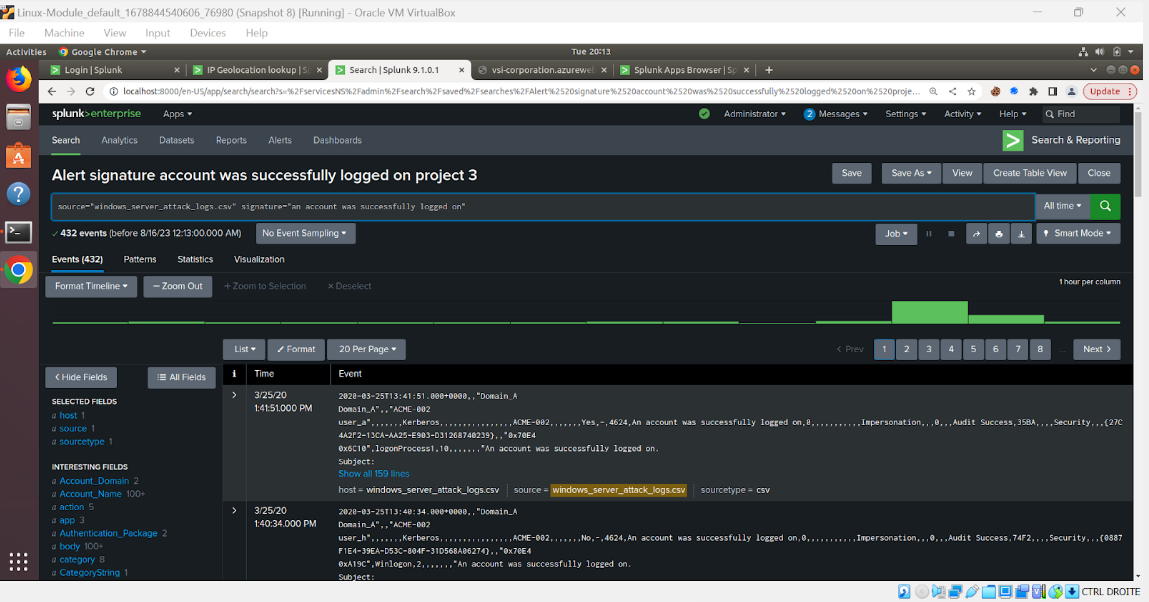 Linux-Module_default_1678844540606_76980 (Snapshot 8) [Running] - Oracle VM VirtualBox
File Machine View Input Devices Help
Activities Google Chrome ▾ Tue 20:13
Login | Splunk × IP Geolocation lookup | S × Search | Splunk 9.1.0.1 × vsi-corporation.azureweb × Splunk Apps Browser | Sp × +
localhost:8000/en-US/app/search/search?s=%2FservicesNS%2Fadmin%2Fsearch%2Fsaved%2Fsearches%2FAlert%2520signature%2520account%2520was%2520successfully%2520logged%2520on%2520projec... Update
splunk>enterprise Apps ▾ Administrator ▾ 2 Messages ▾ Settings ▾ Activity ▾ Help ▾ Find
Search Analytics Datasets Reports Alerts Dashboards > Search & Reporting
Alert signature account was successfully logged on project 3 Save Save As ▾ View Create Table View Close
source="windows_server_attack_logs.csv" signature="an account was successfully logged on" All time ▾
✓ 432 events (before 8/16/23 12:13:00.000 AM) No Event Sampling ▾ Job ▾ Smart Mode ▾
Events (432) Patterns Statistics Visualization
Format Timeline ▾ — Zoom Out + Zoom to Selection × Deselect 1 hour per column
List ▾ Format 20 Per Page ▾ < Prev 1 2 3 4 5 6 7 8 ... Next >
< Hide Fields All Fields i Time Event
SELECTED FIELDS
a host 1
a source 1
a sourcetype 1
INTERESTING FIELDS
a Account_Domain 2
a Account_Name 100+
a action 5
a app 3
a Authentication_Package 2
a body 100+
a category 8
a CategoryString 1
> 3/25/20
1:41:51.000 PM
2020-03-25T13:41:51.000+0000,,"Domain_A
Domain_A",,"ACME-002
user_a",,,,,,,Kerberos,,,,,,,,,,,,,,,ACME-002,,,,,,,Yes,-,4624,An account was successfully logged on,0,,,,,,,,,,,Impersonation,,,0,,,Audit Success,35BA,,,,Security,,,{27C
4A2F2-13CA-AA25-E903-D31268740239},,"0x70E4
0x6C10",logonProcess1,10,,,,,,,"An account was successfully logged on.
Subject:
Show all 159 lines
host = windows_server_attack_logs.csv source = windows_server_attack_logs.csv sourcetype = csv
> 3/25/20
1:40:34.000 PM
2020-03-25T13:40:34.000+0000,,"Domain_A
Domain_A",,"ACME-002
user_h",,,,,,,Kerberos,,,,,,,,,,,,,,,ACME-002,,,,,,,No,-,4624,An account was successfully logged on,0,,,,,,,,,,,Impersonation,,,0,,,Audit Success,74F2,,,,Security,,,{0887
F1E4-39EA-D53C-804F-31D568A06274},,"0x70E4
0xA19C",Winlogon,2,,,,,,,"An account was successfully logged on.
Subject:
CTRL DROITE